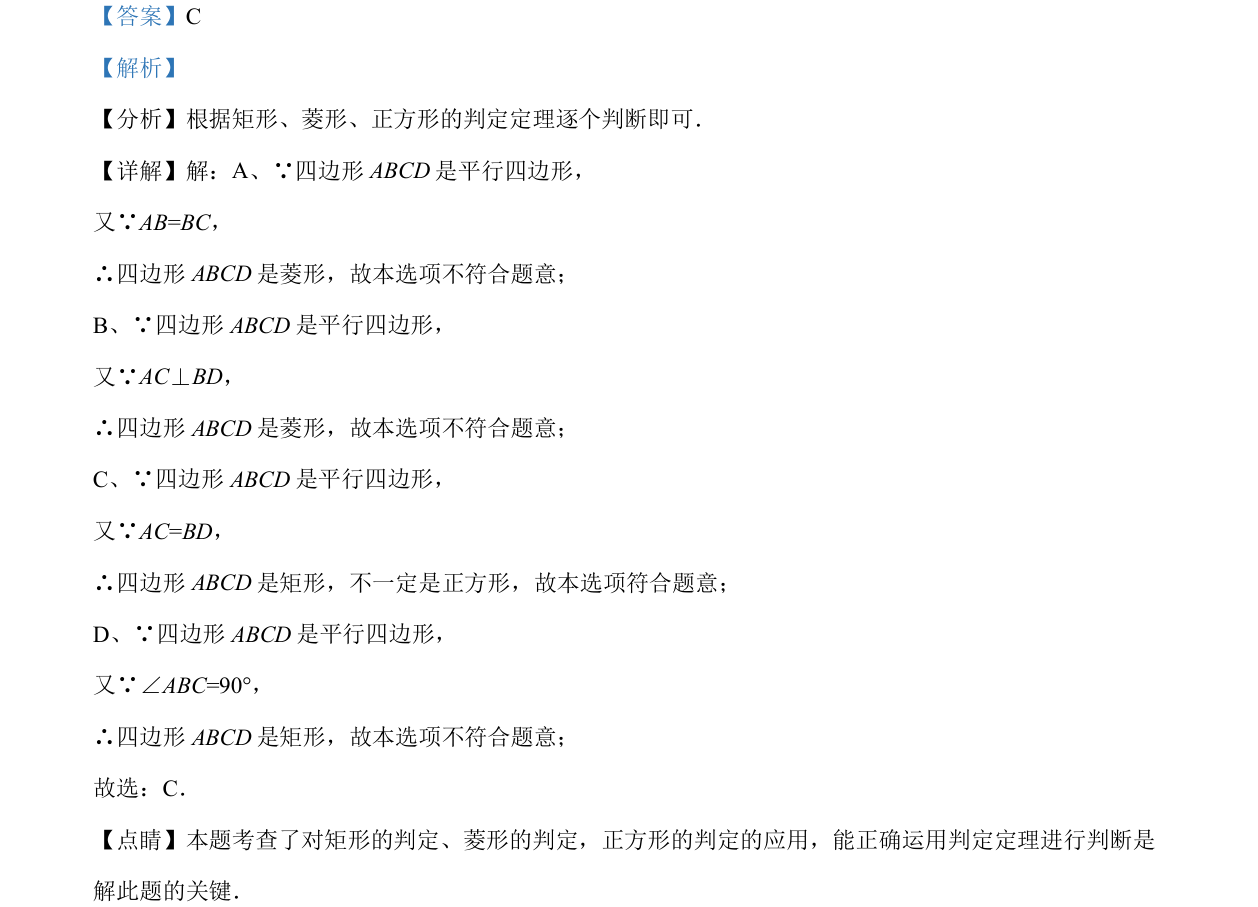 【答案】C
【解析】
【分析】根据矩形、菱形、正方形的判定定理逐个判断即可．
【详解】解：A、∵四边形 ABCD 是平行四边形，
又∵AB=BC，
∴四边形 ABCD 是菱形，故本选项不符合题意；
B、∵四边形 ABCD 是平行四边形，
又∵AC⊥BD，
∴四边形 ABCD 是菱形，故本选项不符合题意；
C、∵四边形 ABCD 是平行四边形，
又∵AC=BD，
∴四边形 ABCD 是矩形，不一定是正方形，故本选项符合题意；
D、∵四边形 ABCD 是平行四边形，
又∵∠ABC=90°，
∴四边形 ABCD 是矩形，故本选项不符合题意；
故选：C．
【点睛】本题考查了对矩形的判定、菱形的判定，正方形的判定的应用，能正确运用判定定理进行判断是
解此题的关键．